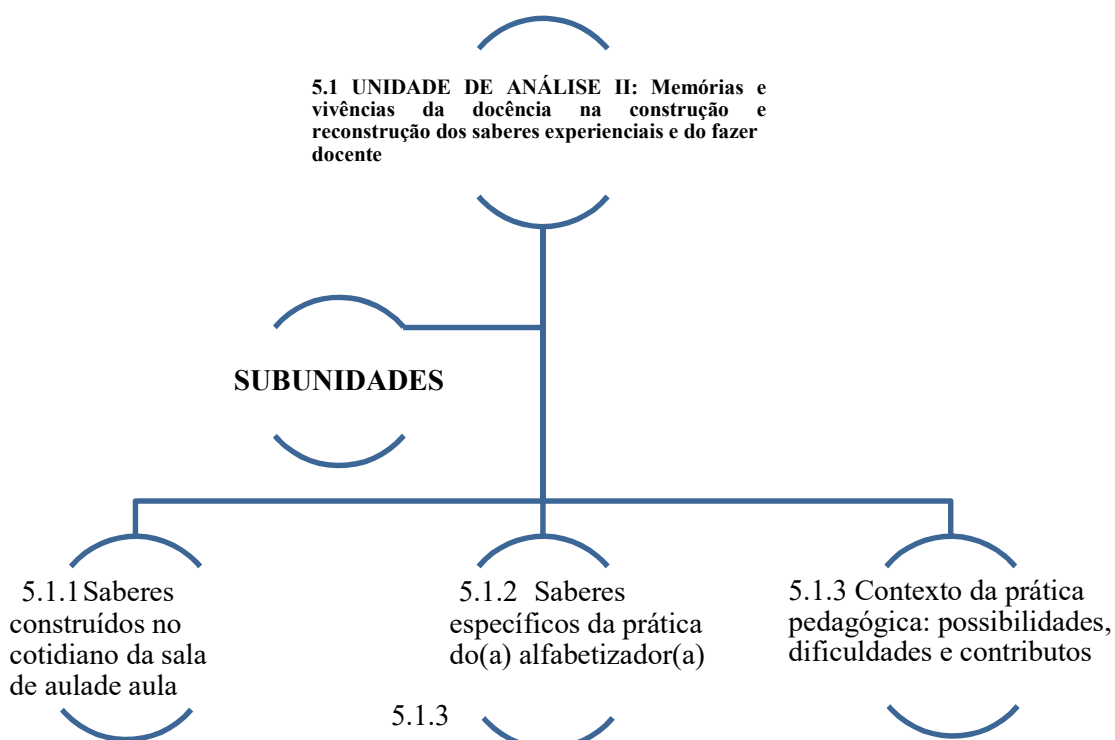 5.1 UNIDADE DE ANÁLISE II: Memórias e
vivências da docência na construção e
reconstrução dos saberes experienciais e do fazer
docente
SUBUNIDADES
5.1.1 Saberes
construídos no
cotidiano da sala
de aulade aula
5.1.2 Saberes
específicos da prática
do(a) alfabetizador(a)
5.1.3
5.1.3 Contexto da prática
pedagógica: possibilidades,
dificuldades e contributos